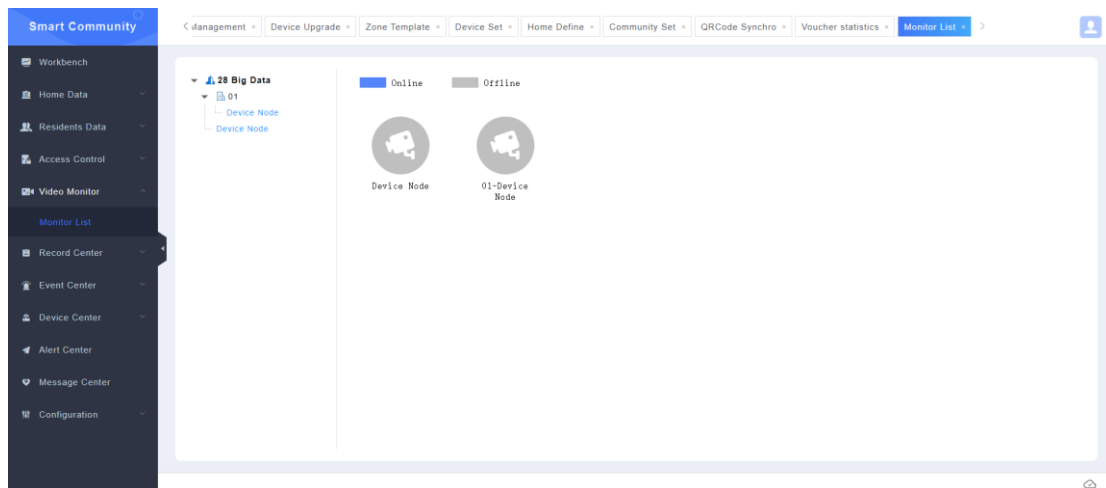 Smart Community
Management × Device Upgrade × Zone Template × Device Set × Home Define × Community Set × QRCode Synchro × Voucher statistics × Monitor List ×
Workbench
Home Data
Residents Data
Access Control
Video Monitor
Monitor List
Record Center
Event Center
Device Center
Alert Center
Message Center
Configuration
28 Big Data
01
Device Node
Device Node
Online Offline
Device Node
01-Device
Node